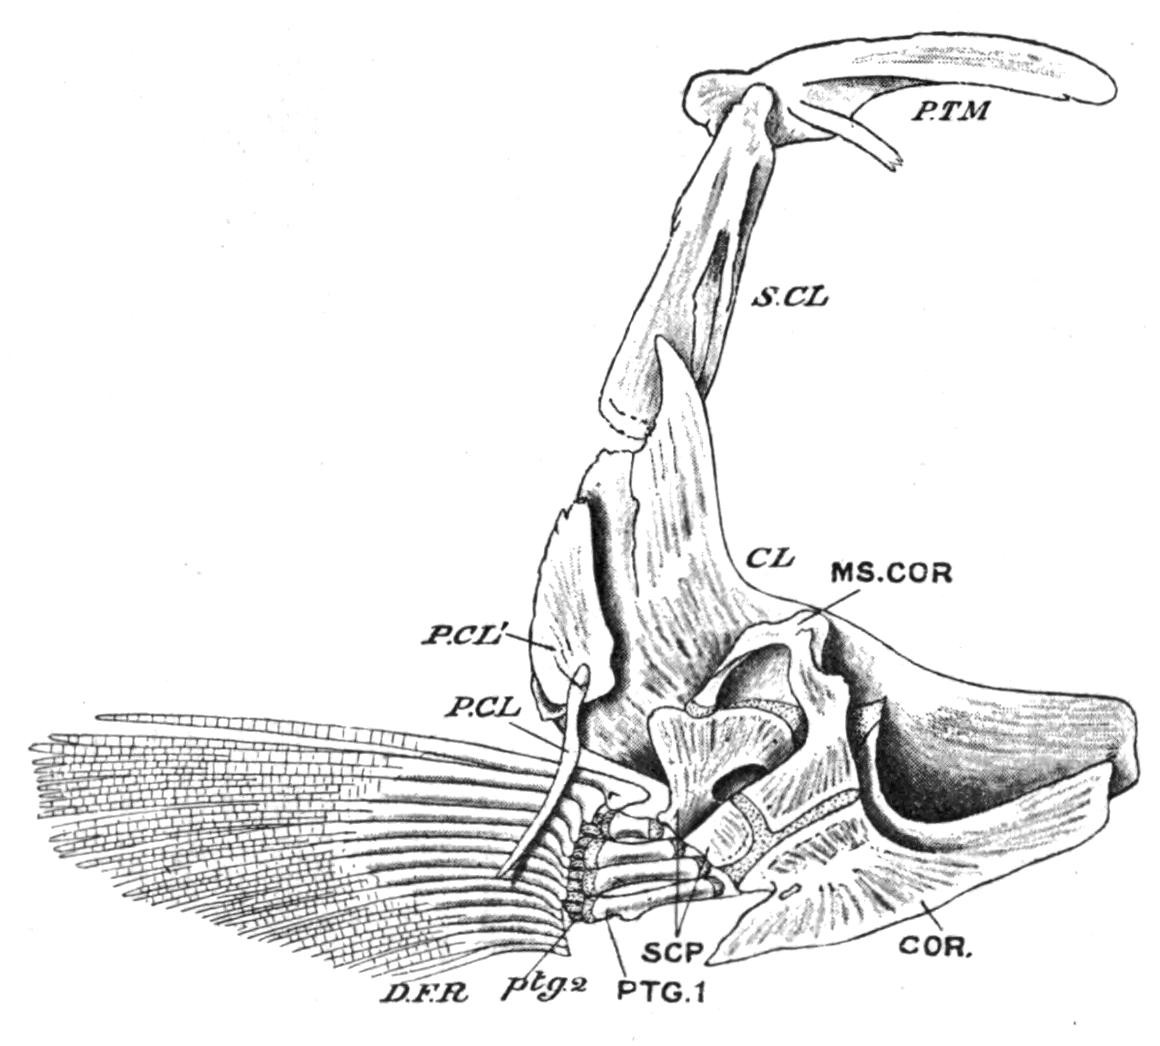 P.TM
S.CL
CL
MS.COR
P.CL'
P.CL
SCP
COR.
D.F.R
ptg.2
PTG.1